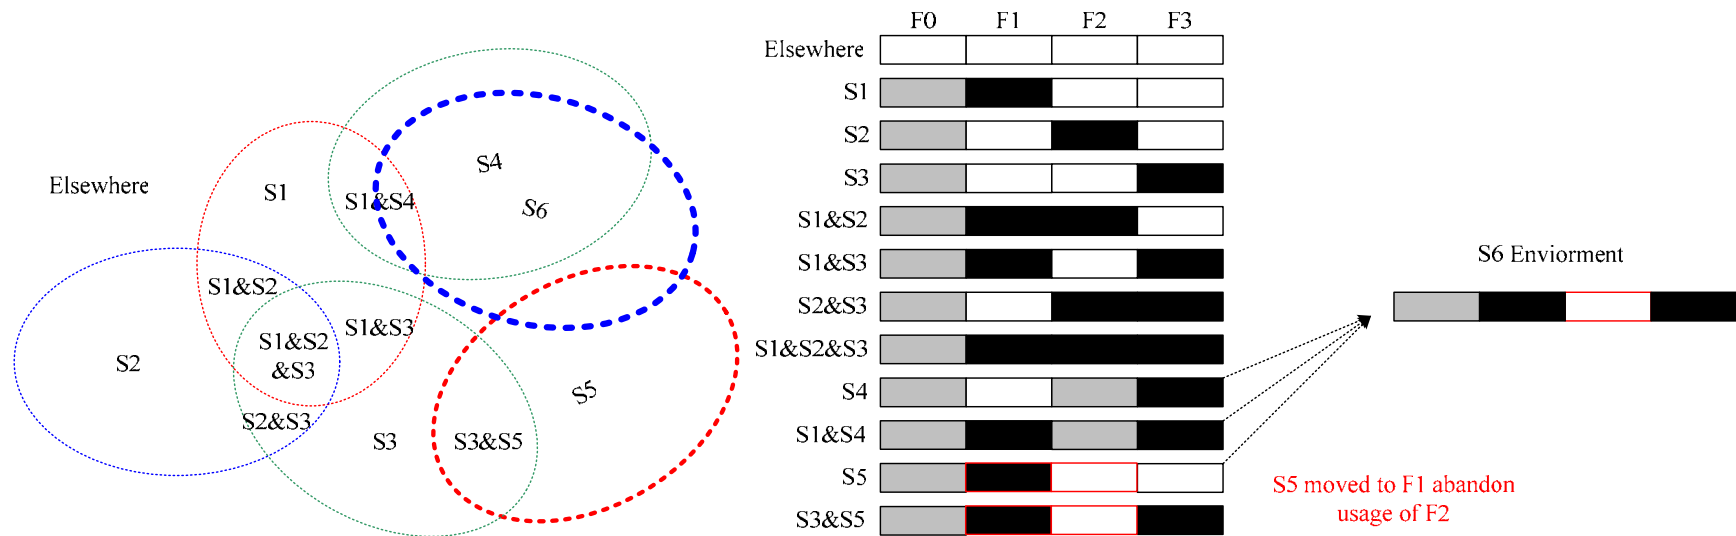 Elsewhere
S1
S4
S1&S4
S6
S1&S2
S1&S3
S1&S2
&S3
S2
S2&S3
S3
S3&S5
S5
F0 F1 F2 F3
Elsewhere
S1
S2
S3
S1&S2
S1&S3
S2&S3
S1&S2&S3
S4
S1&S4
S5
S3&S5
S6 Enviorment
S5 moved to F1 abandon
usage of F2